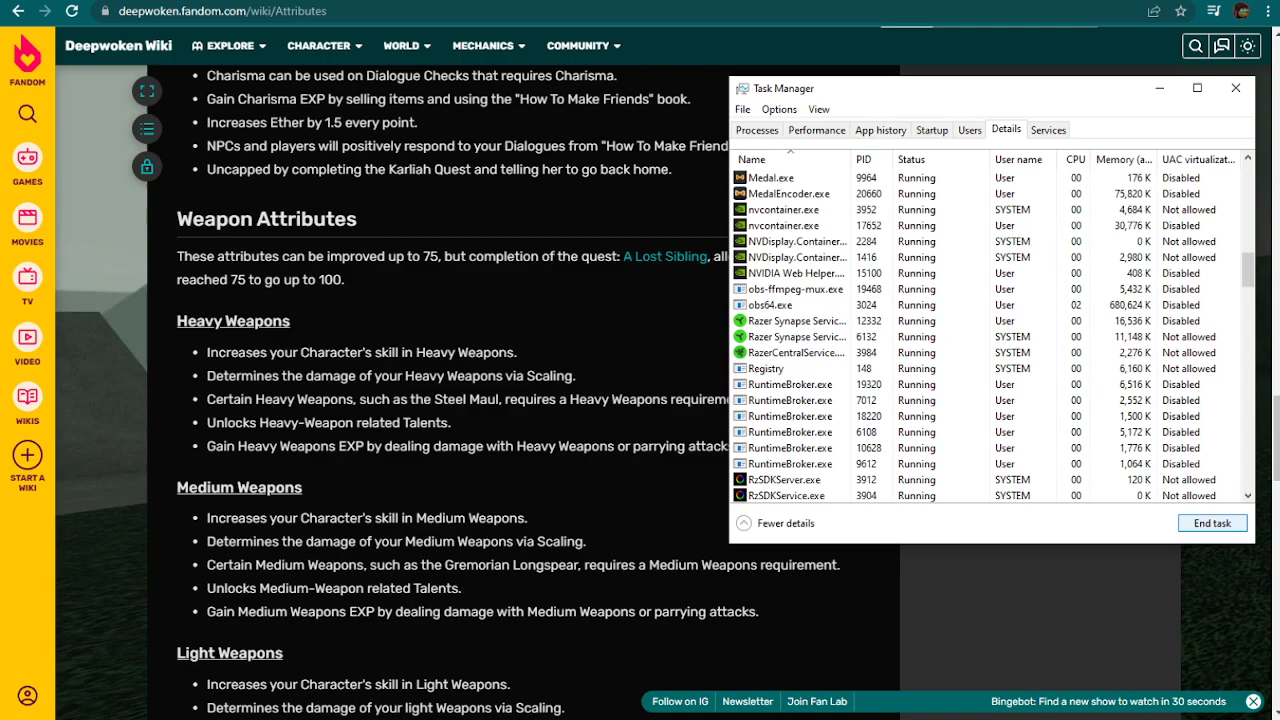 deepwoken.fandom.com/wiki/Attributes
FANDOM
GAMES
MOVIES
TV
VIDEO
WIKIS
START A
WIKI
Deepwoken Wiki
EXPLORE
CHARACTER
WORLD
MECHANICS
COMMUNITY
Charisma can be used on Dialogue Checks that requires Charisma.
Gain Charisma EXP by selling items and using the "How To Make Friends" book.
Increases Ether by 1.5 every point.
NPCs and players will positively respond to your Dialogues from "How To Make Friend
Uncapped by completing the Karliah Quest and telling her to go back home.
Weapon Attributes
These attributes can be improved up to 75, but completion of the quest: A Lost Sibling, all
reached 75 to go up to 100.
Heavy Weapons
Increases your Character's skill in Heavy Weapons.
Determines the damage of your Heavy Weapons via Scaling.
Certain Heavy Weapons, such as the Steel Maul, requires a Heavy Weapons requireme
Unlocks Heavy-Weapon related Talents.
Gain Heavy Weapons EXP by dealing damage with Heavy Weapons or parrying attack
Medium Weapons
Increases your Character's skill in Medium Weapons.
Determines the damage of your Medium Weapons via Scaling.
Certain Medium Weapons, such as the Gremorian Longspear, requires a Medium Weapons requirement.
Unlocks Medium-Weapon related Talents.
Gain Medium Weapons EXP by dealing damage with Medium Weapons or parrying attacks.
Light Weapons
Increases your Character's skill in Light Weapons.
Determines the damage of your light Weapons via Scaling.
Task Manager
File Options View
Processes Performance App history Startup Users Details Services
Name PID Status User name CPU Memory (a... UAC virtualizat...
Medal.exe 9964 Running User 00 176 K Disabled
MedalEncoder.exe 20660 Running User 00 75,820 K Disabled
nvcontainer.exe 3952 Running SYSTEM 00 4,684 K Not allowed
nvcontainer.exe 17652 Running User 00 30,776 K Disabled
NVDisplay.Container... 2284 Running SYSTEM 00 0 K Not allowed
NVDisplay.Container... 1416 Running SYSTEM 00 2,980 K Not allowed
NVIDIA Web Helper.... 15100 Running User 00 408 K Disabled
obs-ffmpeg-mux.exe 19468 Running User 00 5,432 K Disabled
obs64.exe 3024 Running User 02 680,624 K Disabled
Razer Synapse Servic... 12332 Running User 00 16,536 K Disabled
Razer Synapse Servic... 6132 Running SYSTEM 00 11,148 K Not allowed
RazerCentralService.... 3984 Running SYSTEM 00 2,276 K Not allowed
Registry 148 Running SYSTEM 00 6,160 K Not allowed
RuntimeBroker.exe 19320 Running User 00 6,516 K Disabled
RuntimeBroker.exe 7012 Running User 00 2,552 K Disabled
RuntimeBroker.exe 18220 Running User 00 1,500 K Disabled
RuntimeBroker.exe 6108 Running User 00 5,172 K Disabled
RuntimeBroker.exe 10628 Running User 00 1,776 K Disabled
RuntimeBroker.exe 9612 Running User 00 1,064 K Disabled
RzSDKServer.exe 3912 Running SYSTEM 00 120 K Not allowed
RzSDKService.exe 3904 Running SYSTEM 00 0 K Not allowed
Fewer details
End task
Follow on IG Newsletter Join Fan Lab Bingebot: Find a new show to watch in 30 seconds